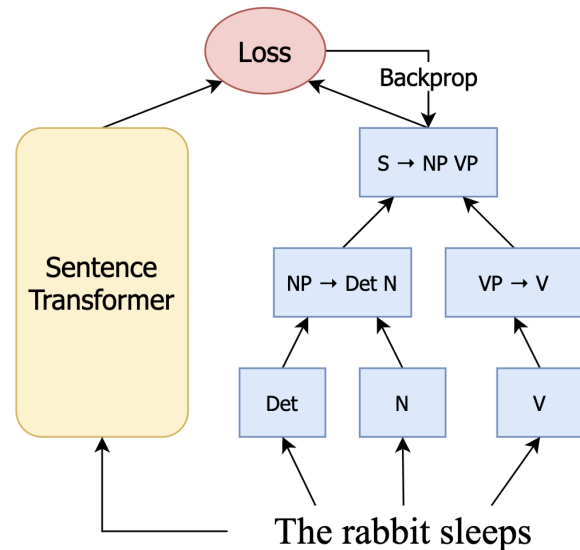 Loss
Backprop
S → NP VP
Sentence
Transformer
NP → Det N
VP → V
Det
N
V
The rabbit sleeps